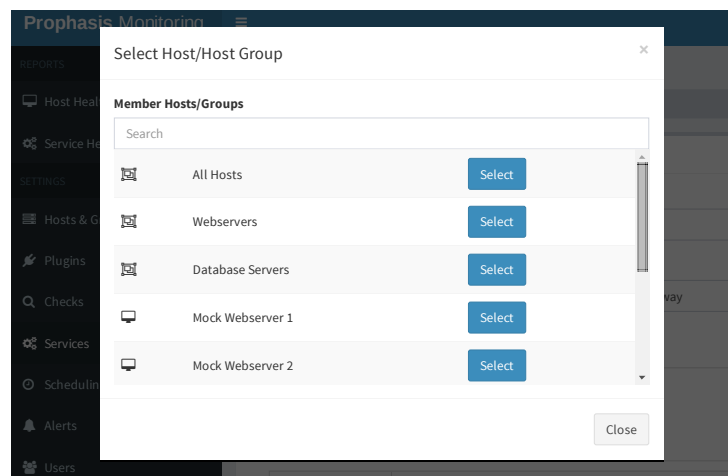 Prophasis Monitoring
Select Host/Host Group
×
REPORTS
Host Heal
Member Hosts/Groups
Search
Service He
All Hosts
Select
SETTINGS
Hosts & G
Webservers
Select
Plugins
Database Servers
Select
Checks
way
Mock Webserver 1
Select
Services
Mock Webserver 2
Select
Schedulin
Alerts
Close
Users